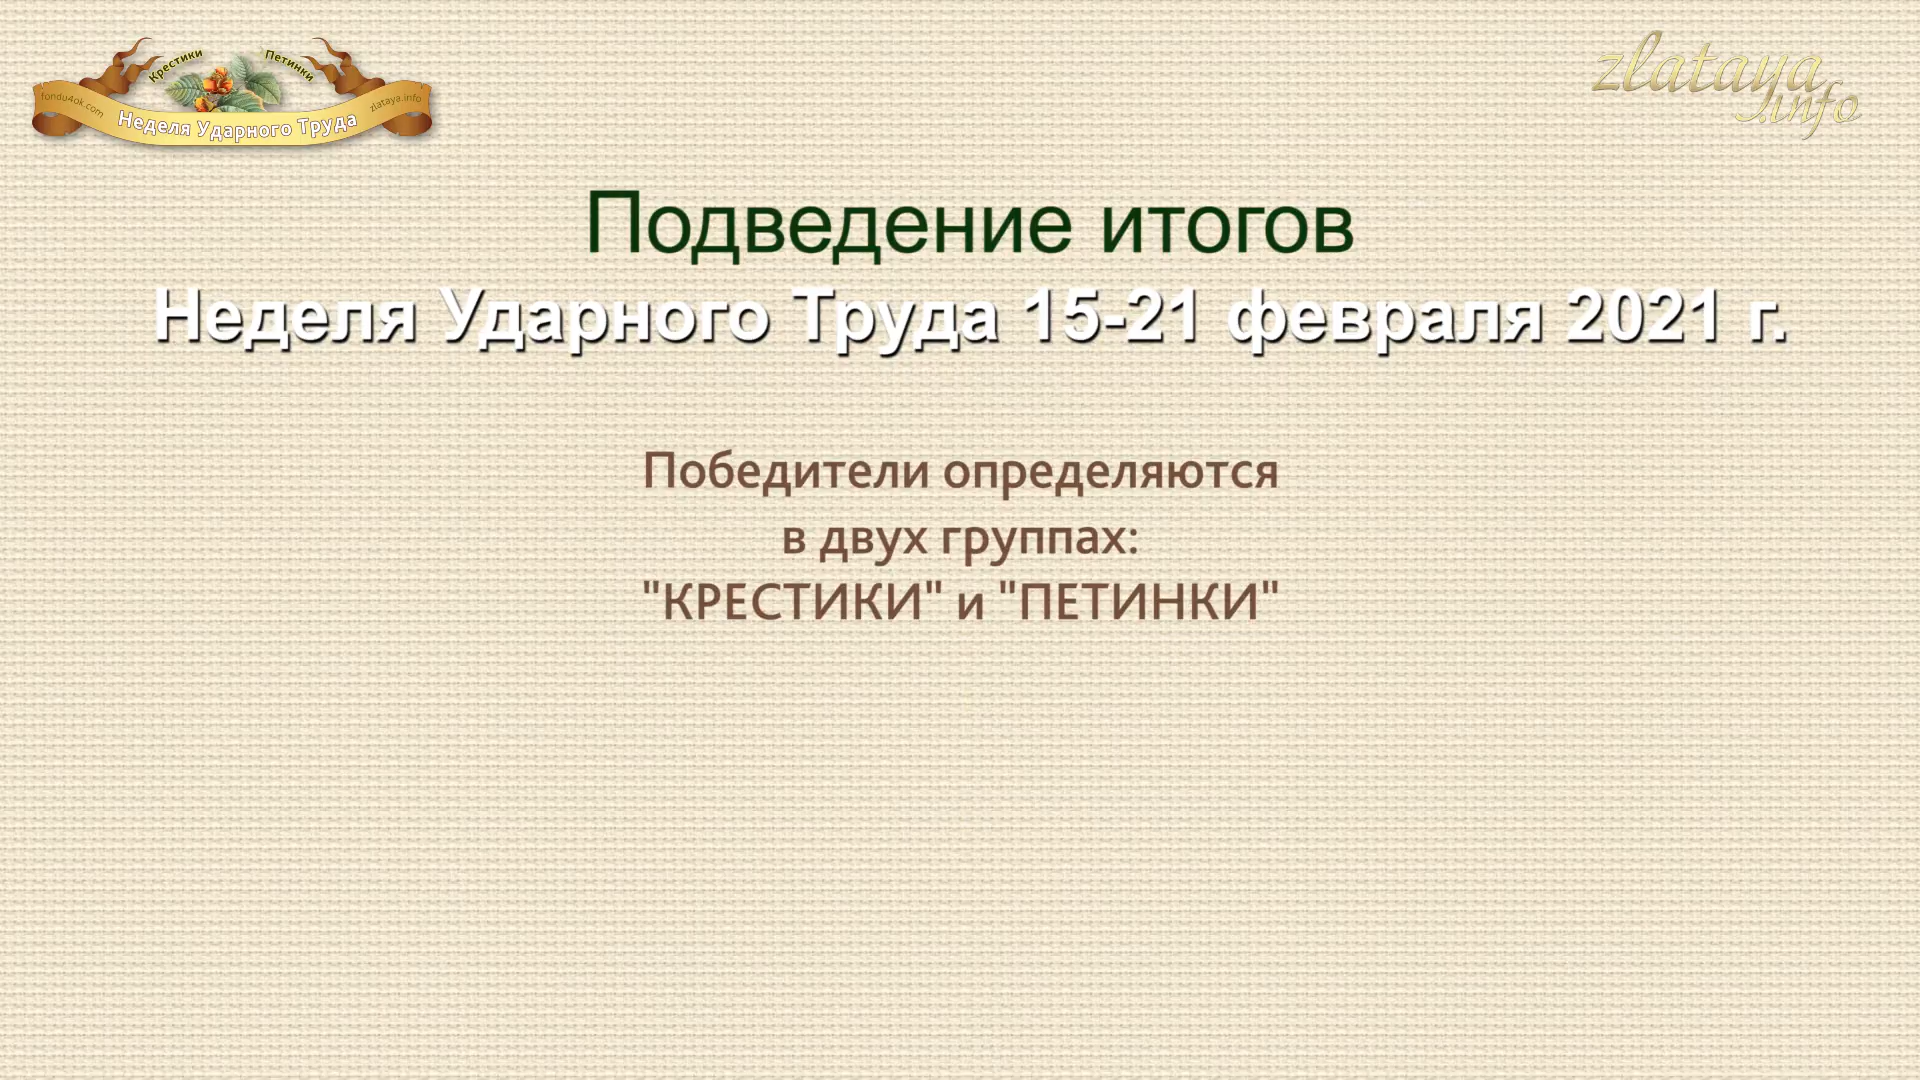 Крестики
Петинки
fondu4ok.com
zlataya.info
Неделя Ударного Труда
zlataya
.info
Подведение итогов
Неделя Ударного Труда 15-21 февраля 2021 г.
Победители определяются
в двух группах:
"КРЕСТИКИ" и "ПЕТИНКИ"